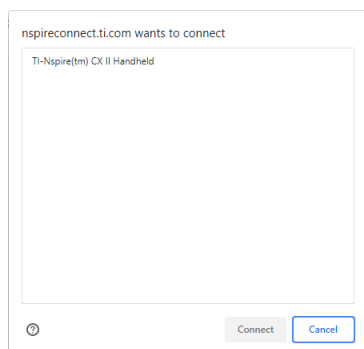 nspireconnect.ti.com wants to connect
TI-Nspire(tm) CX II Handheld
Connect
Cancel